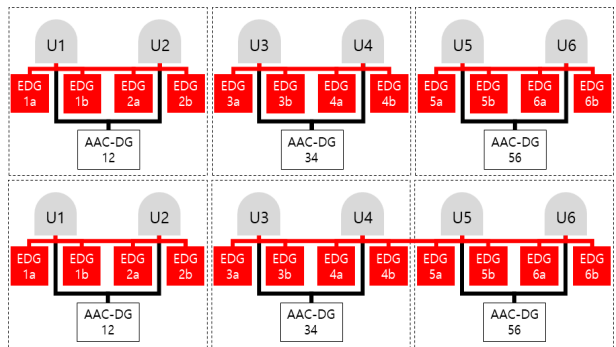 U1 U2 U3 U4 U5 U6
EDG EDG EDG EDG EDG EDG EDG EDG EDG EDG EDG EDG
1a 1b 2a 2b 3a 3b 4a 4b 5a 5b 6a 6b
AAC-DG AAC-DG AAC-DG
12 34 56
U1 U2 U3 U4 U5 U6
EDG EDG EDG EDG EDG EDG EDG EDG EDG EDG EDG EDG
1a 1b 2a 2b 3a 3b 4a 4b 5a 5b 6a 6b
AAC-DG AAC-DG AAC-DG
12 34 56